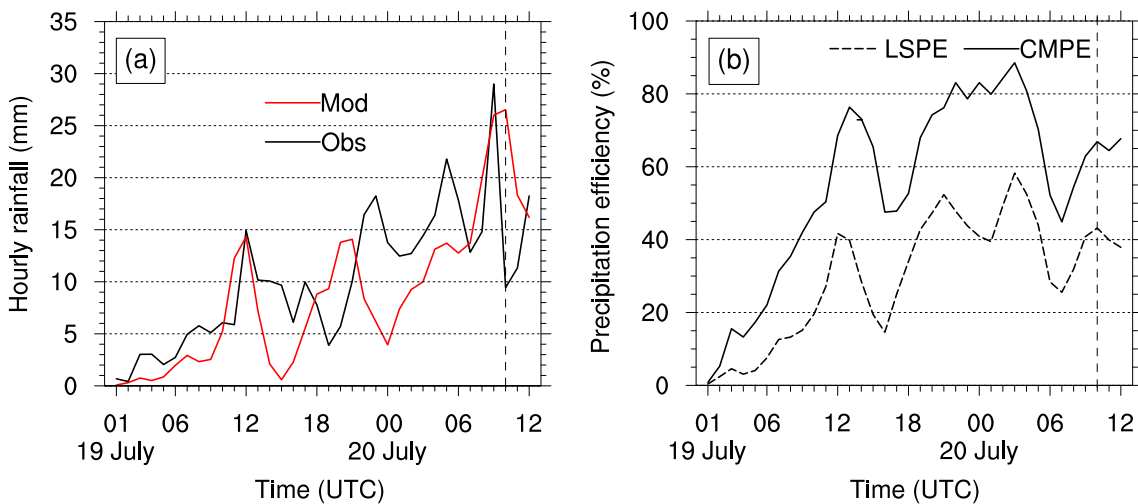 (a)
Hourly rainfall (mm)
35
30
25
20
15
10
5
0
Mod
Obs
01 06 12 18 00 06 12
19 July 20 July
Time (UTC)
(b)
Precipitation efficiency (%)
100
80
60
40
20
0
LSPE CMPE
01 06 12 18 00 06 12
19 July 20 July
Time (UTC)